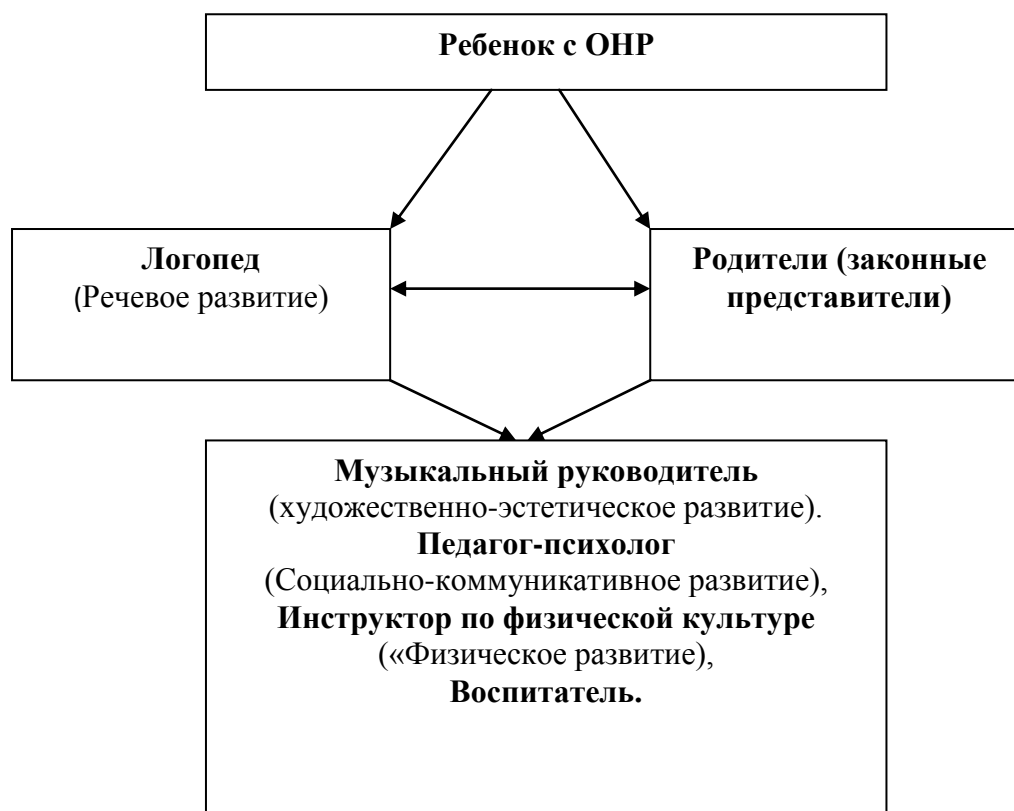 Ребенок с ОНР
Логопед
(Речевое развитие)
Родители (законные
представители)
Музыкальный руководитель
(художественно-эстетическое развитие).
Педагог-психолог
(Социально-коммуникативное развитие),
Инструктор по физической культуре
(«Физическое развитие),
Воспитатель.